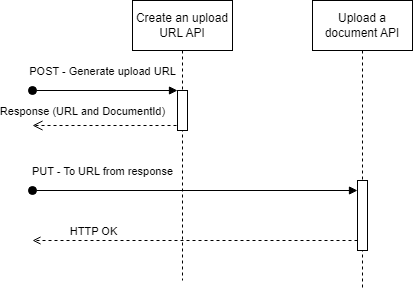 Create an upload
URL API
Upload a
document API
POST - Generate upload URL
Response (URL and DocumentId)
PUT - To URL from response
HTTP OK